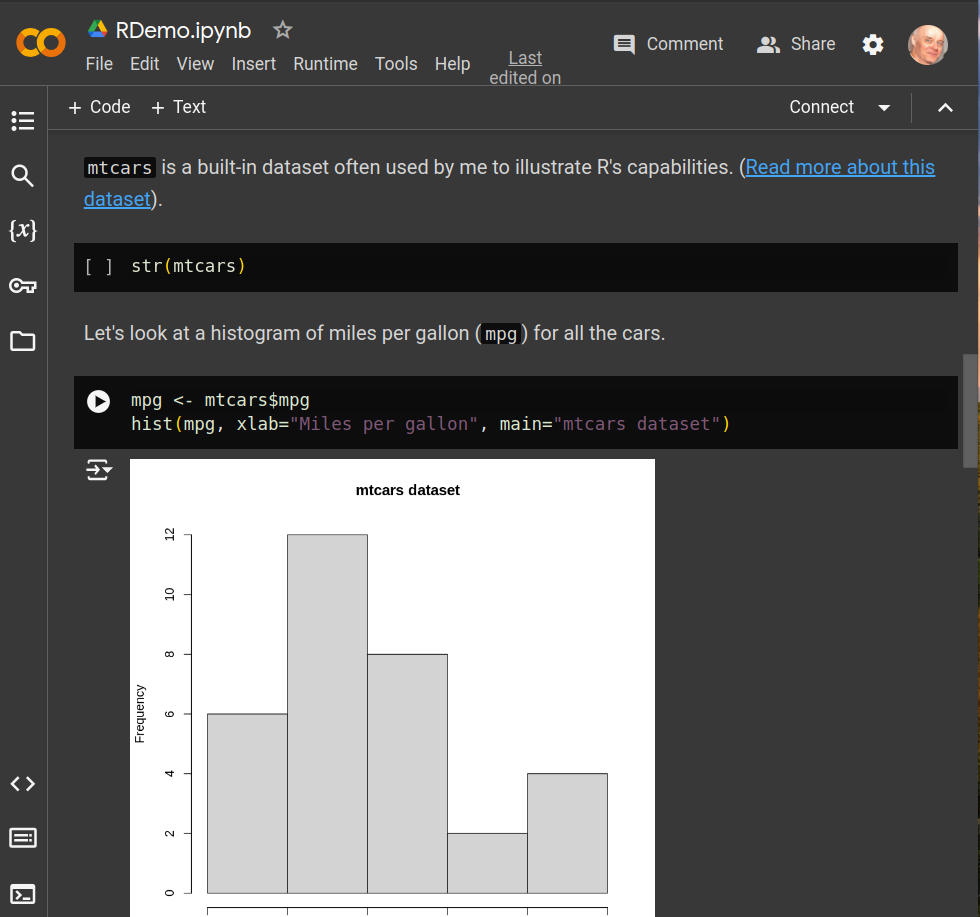 RDemo.ipynb
File Edit View Insert Runtime Tools Help
Last
edited on
Comment
Share
+ Code + Text
Connect
mtcars is a built-in dataset often used by me to illustrate R's capabilities. (Read more about this
dataset).
{x}
[ ] str(mtcars)
Let's look at a histogram of miles per gallon (mpg) for all the cars.
mpg <- mtcars$mpg
hist(mpg, xlab="Miles per gallon", main="mtcars dataset")
mtcars dataset
Frequency
12
10
8
6
4
2
0